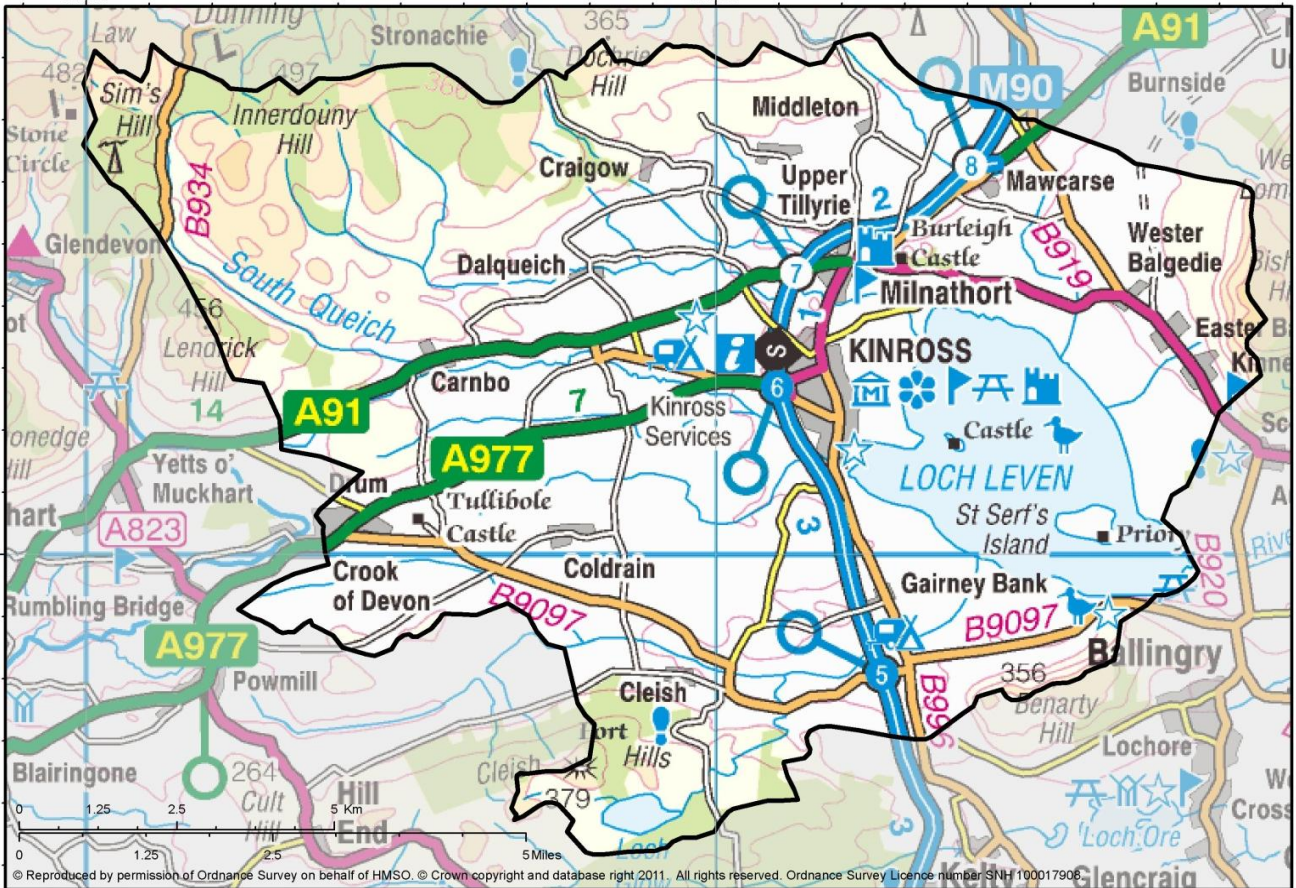 Law
Dunning
Stronachie
365
Dochrie
Hill
A91
M90
Burnside
482
Sim's
Hill
497
Innerdouny
Hill
Stone
Circle
Middleton
Craigow
Upper
Tillyrie
8
Mawcarse
2
B934
Burleigh
Castle
B919
Wester
Balgedie
Glendevon
South Queich
Dalqueich
7
Milnathort
1
456
Lendrick
Hill
14
Easter
S
KINROSS
i
6
Carnbo
A91
7
Kinross
Services
Castle
A977
LOCH LEVEN
Yetts o'
Muckhart
Drum
hart
Tullibole
Castle
A823
3
St Serf's
Island
Priory
B920
Crook
of Devon
Coldrain
Gairney Bank
Rumbling Bridge
B9097
B9097
A977
Ballingry
5
356
Benarty
Hill
Powmill
Cleish
B996
Fort
Hills
Lochore
Blairingone
Cleish
379
264
Cult
Hill
Hill
End
Loch Ore
Loch
Glow
3
Kelty
Glencraig
0 1.25 2.5 5 Km
0 1.25 2.5 5 Miles
© Reproduced by permission of Ordnance Survey on behalf of HMSO. © Crown copyright and database right 2011. All rights reserved. Ordnance Survey Licence number SNH 100017908.